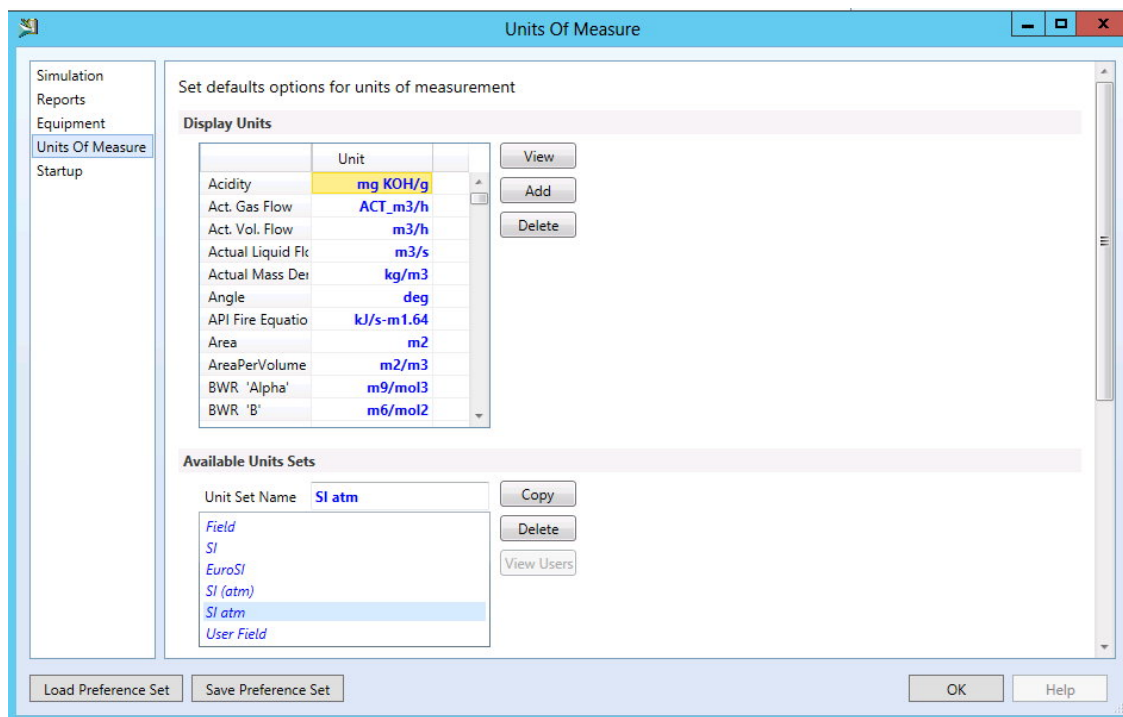 Units Of Measure
Simulation
Reports
Equipment
Units Of Measure
Startup
Set defaults options for units of measurement
Display Units
Unit
Acidity mg KOH/g
Act. Gas Flow ACT_m3/h
Act. Vol. Flow m3/h
Actual Liquid Flo m3/s
Actual Mass Der kg/m3
Angle deg
API Fire Equatio kJ/s-m1.64
Area m2
AreaPerVolume m2/m3
BWR 'Alpha' m9/mol3
BWR 'B' m6/mol2
View
Add
Delete
Available Units Sets
Unit Set Name SI atm
Field
SI
EuroSI
SI (atm)
SI atm
User Field
Copy
Delete
View Users
Load Preference Set Save Preference Set OK Help